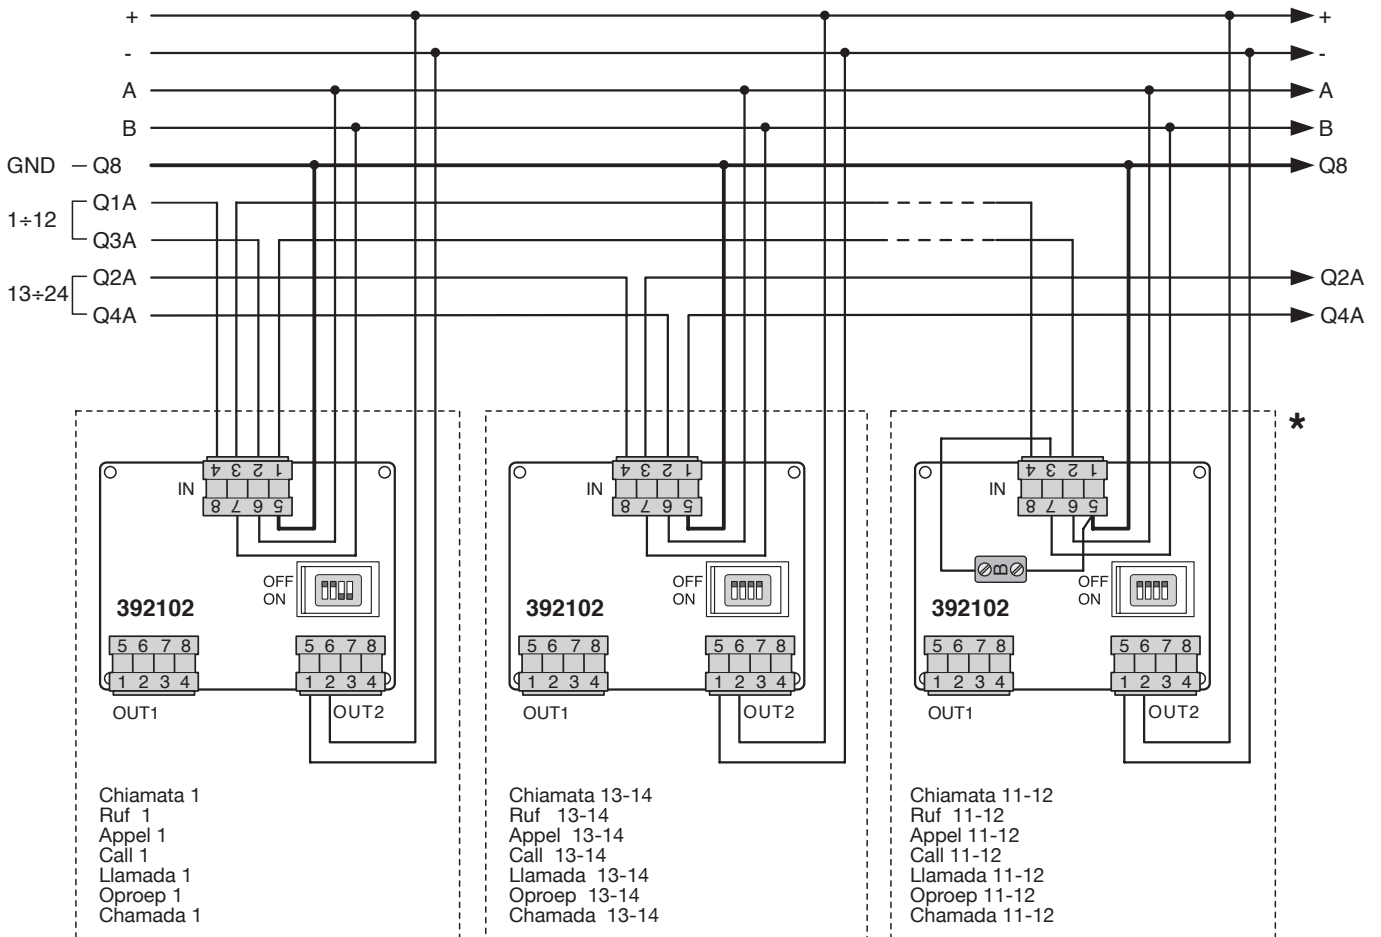 + +
- -
A A
B B
GND – Q8 Q8
1÷12
Q1A
Q3A
13÷24
Q2A Q2A
Q4A Q4A
*
4 3 2 1
IN
8 7 6 5
OFF
ON
392102
5 6 7 8
1 2 3 4
OUT1
5 6 7 8
1 2 3 4
OUT2
Chiamata 1
Ruf 1
Appel 1
Call 1
Llamada 1
Oproep 1
Chamada 1
4 3 2 1
IN
8 7 6 5
OFF
ON
392102
5 6 7 8
1 2 3 4
OUT1
5 6 7 8
1 2 3 4
OUT2
Chiamata 13-14
Ruf 13-14
Appel 13-14
Call 13-14
Llamada 13-14
Oproep 13-14
Chamada 13-14
4 3 2 1
IN
8 7 6 5
B
OFF
ON
392102
5 6 7 8
1 2 3 4
OUT1
5 6 7 8
1 2 3 4
OUT2
Chiamata 11-12
Ruf 11-12
Appel 11-12
Call 11-12
Llamada 11-12
Oproep 11-12
Chamada 11-12